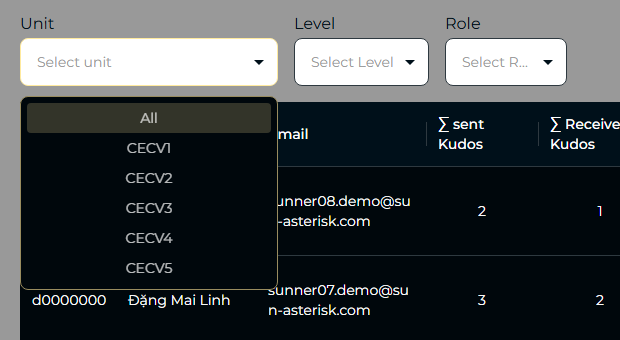 Unit
Level
Role
Select unit
Select Level
Select R...
All
CECV1
CECV2
CECV3
CECV4
CECV5
∑ sent
Kudos
∑ Receive
Kudos
sunner08.demo@su
n-asterisk.com
2
1
d0000000
Đặng Mai Linh
sunner07.demo@su
n-asterisk.com
3
2